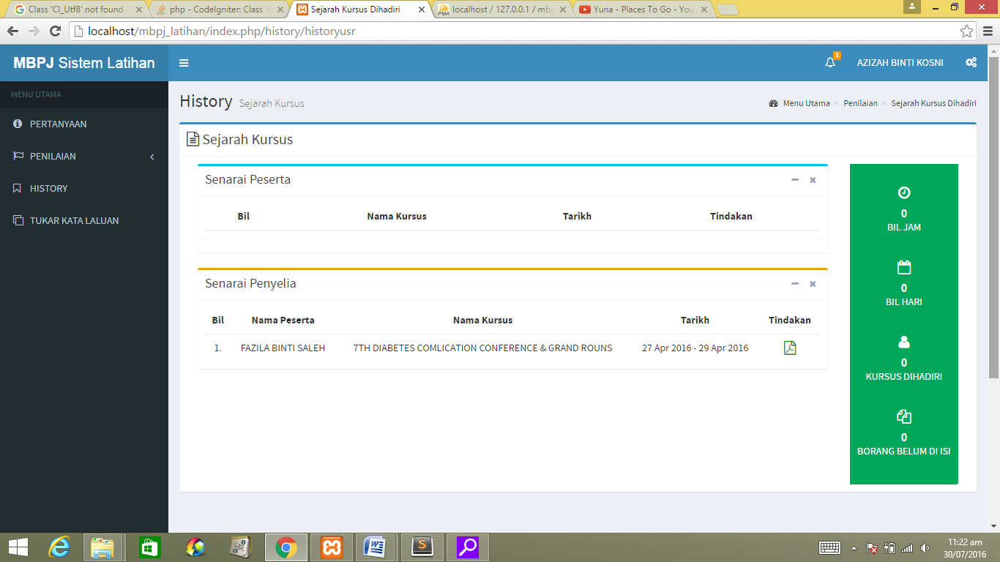 Class 'CI_Utf8' not found -
php - CodeIgniter: Class 'C
Sejarah Kursus Dihadiri
localhost / 127.0.0.1 / mbp
Yuna - Places To Go - You
localhost/mbpj_latihan/index.php/history/historyusr
MBPJ Sistem Latihan
1
AZIZAH BINTI KOSNI
MENU UTAMA
PERTANYAAN
PENILAIAN
HISTORY
TUKAR KATA LALUAN
History Sejarah Kursus
Menu Utama > Penilaian > Sejarah Kursus Dihadiri
Sejarah Kursus
Senarai Peserta
Bil Nama Kursus Tarikh Tindakan
Senarai Penyelia
Bil Nama Peserta Nama Kursus Tarikh Tindakan
1. FAZILA BINTI SALEH 7TH DIABETES COMLICATION CONFERENCE & GRAND ROUNS 27 Apr 2016 - 29 Apr 2016
0
BIL JAM
0
BIL HARI
0
KURSUS DIHADIRI
0
BORANG BELUM DI ISI
11:22 am
30/07/2016